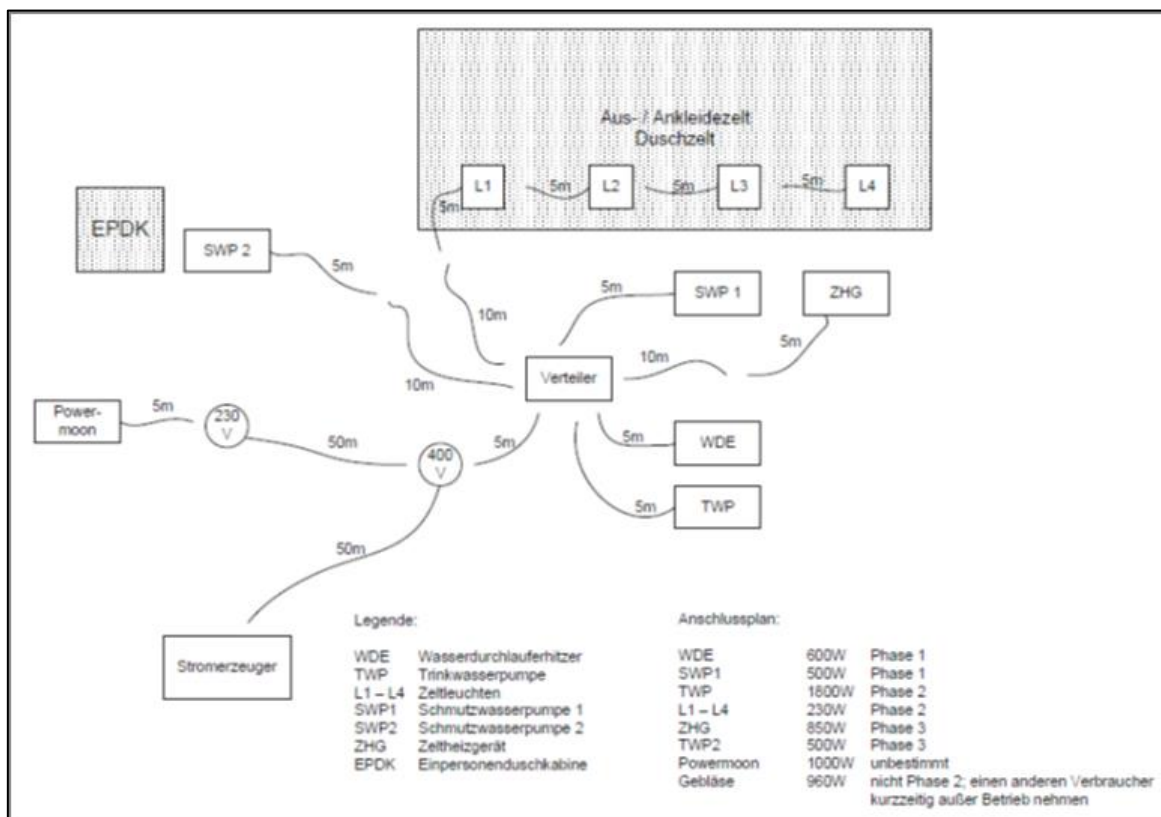 Aus- / Ankleidezelt
Duschzelt
L1
5m
L2
5m
L3
5m
L4
5m
EPDK
SWP 2
5m
10m
10m
5m
SWP 1
ZHG
5m
10m
Verteiler
Power-
moon
5m
230
V
50m
400
V
5m
5m
WDE
5m
TWP
50m
Stromerzeuger
Legende:
WDE Wasserdurchlauferhitzer
TWP Trinkwasserpumpe
L1 – L4 Zeltleuchten
SWP1 Schmutzwasserpumpe 1
SWP2 Schmutzwasserpumpe 2
ZHG Zeltheizgerät
EPDK Einpersonenduschkabine
Anschlussplan:
WDE 600W Phase 1
SWP1 500W Phase 1
TWP 1800W Phase 2
L1 – L4 230W Phase 2
ZHG 850W Phase 3
TWP2 500W Phase 3
Powermoon 1000W unbestimmt
Gebläse 960W nicht Phase 2; einen anderen Verbraucher
kurzzeitig außer Betrieb nehmen